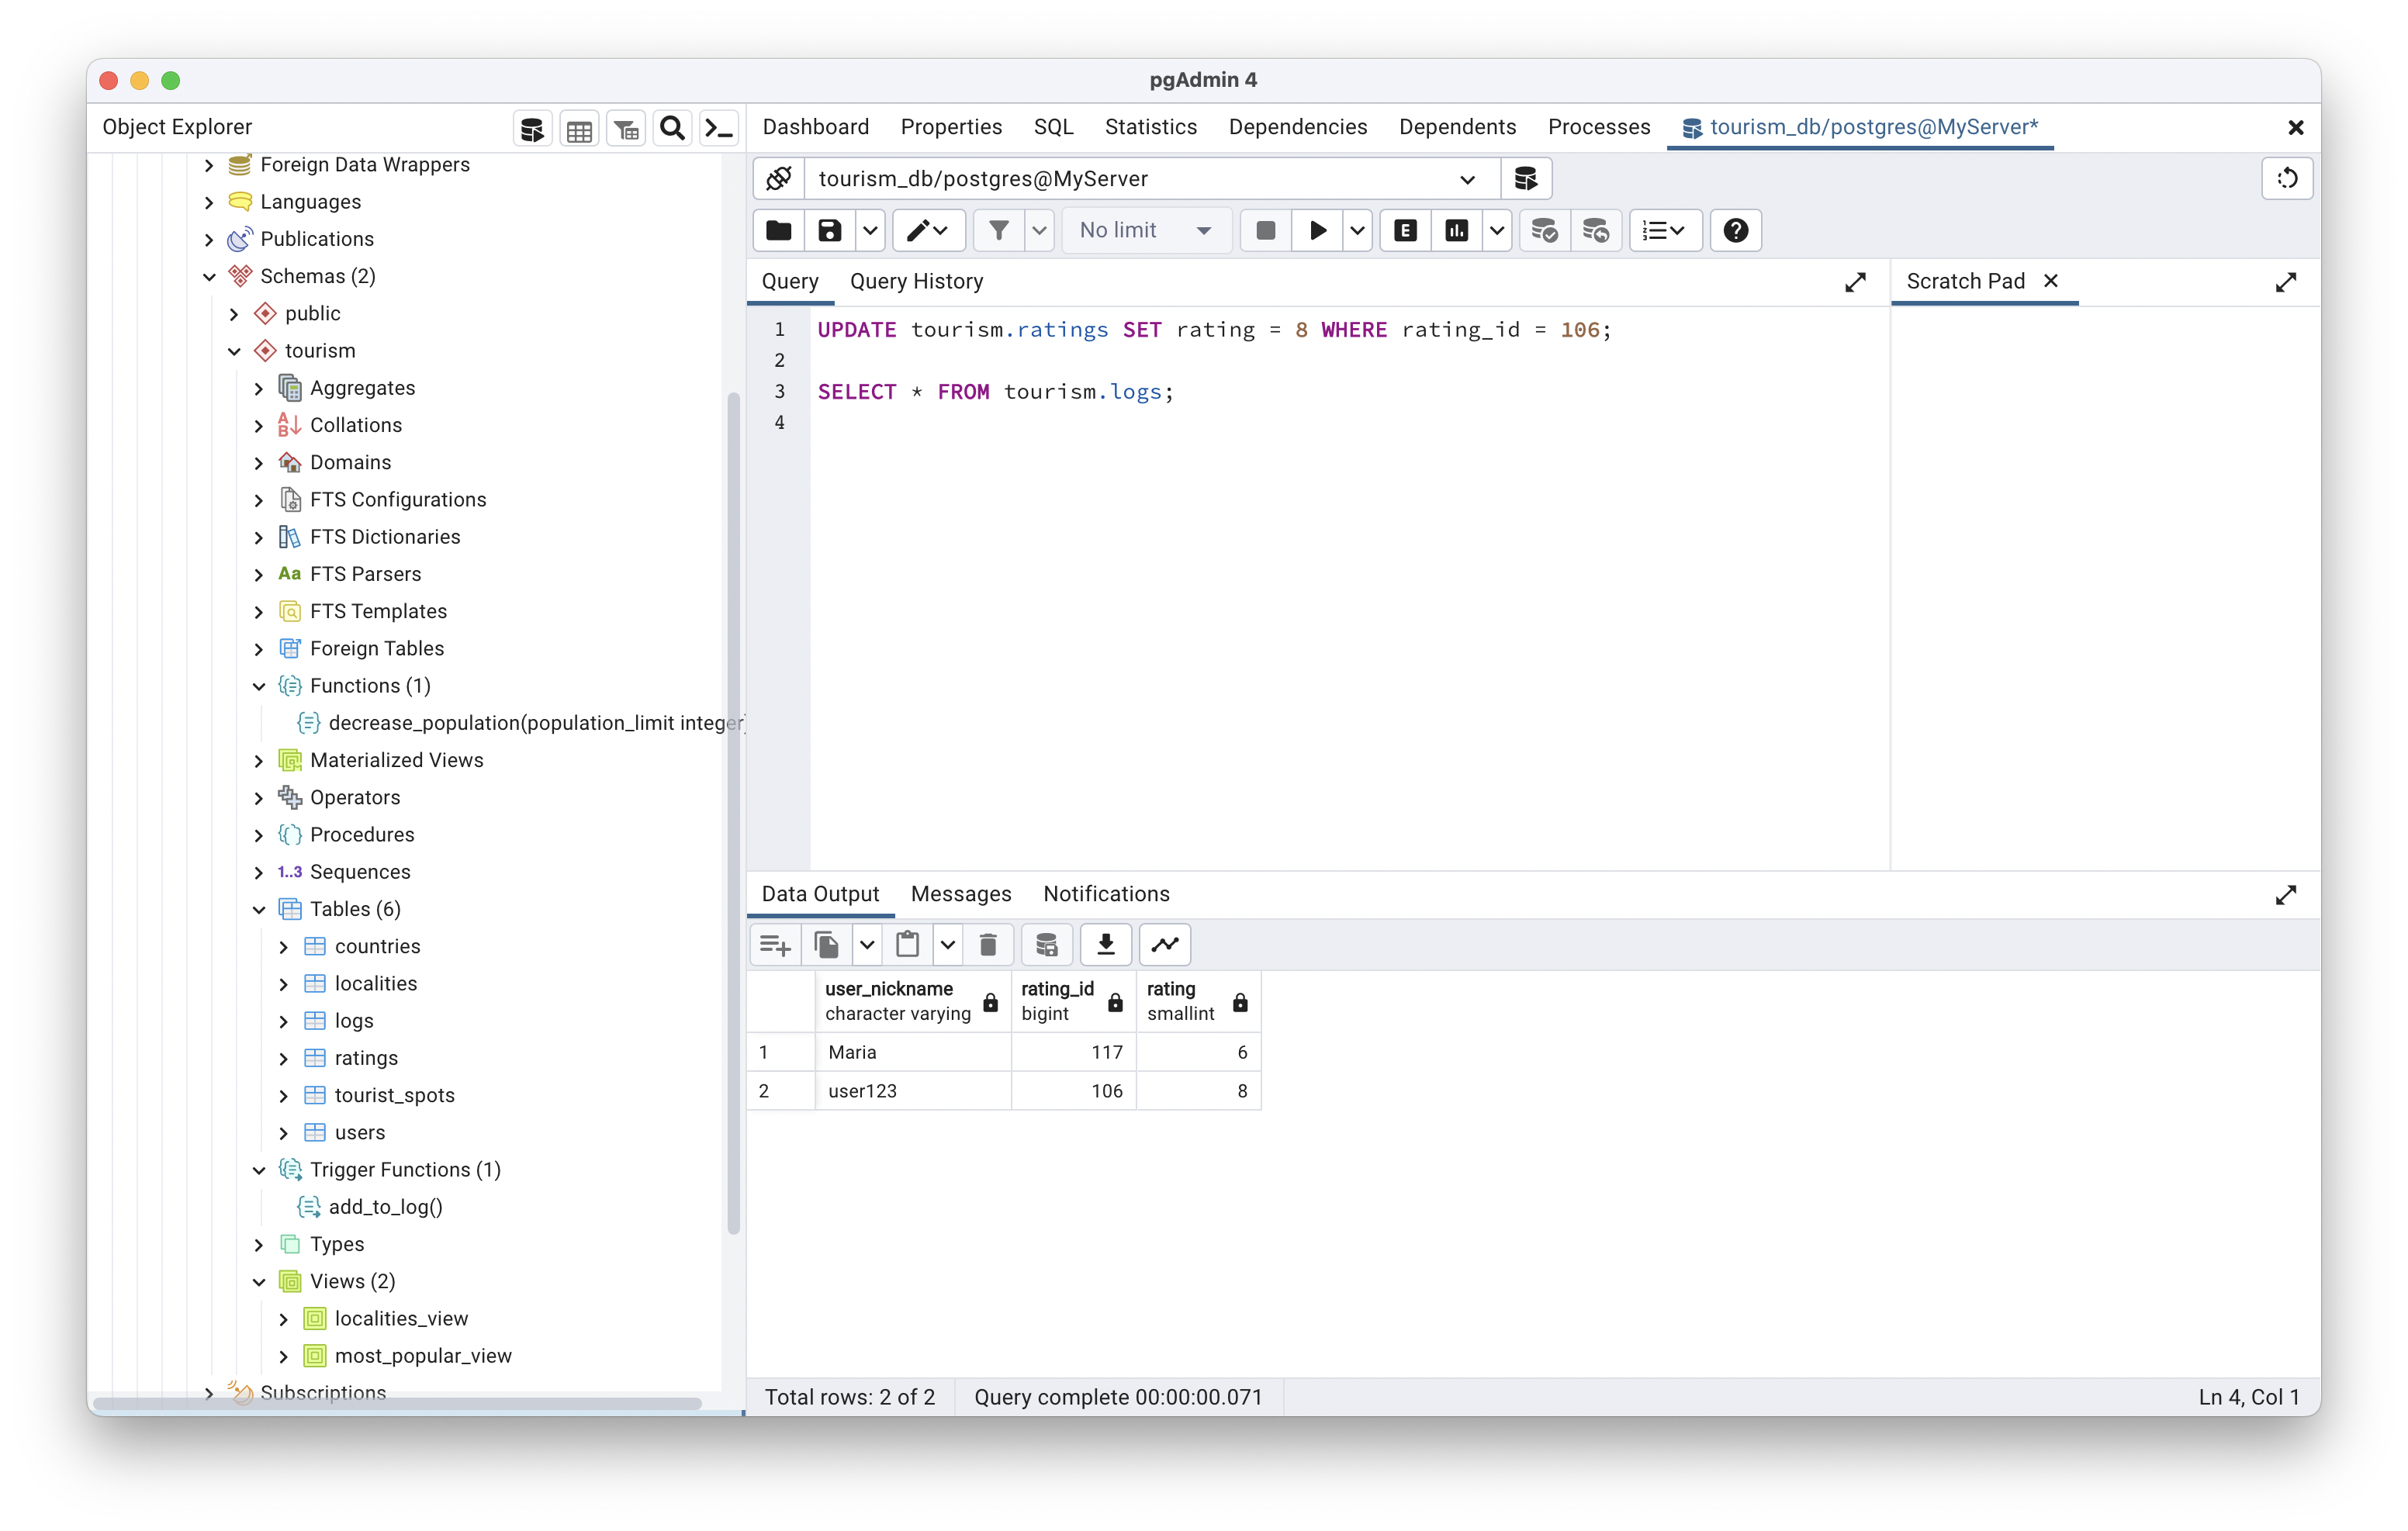 pgAdmin 4
Object Explorer
Foreign Data Wrappers
Languages
Publications
Schemas (2)
public
tourism
Aggregates
Collations
Domains
FTS Configurations
FTS Dictionaries
Aa FTS Parsers
FTS Templates
Foreign Tables
Functions (1)
decrease_population(population_limit integer)
Materialized Views
Operators
Procedures
1..3 Sequences
Tables (6)
countries
localities
logs
ratings
tourist_spots
users
Trigger Functions (1)
add_to_log()
Types
Views (2)
localities_view
most_popular_view
Subscriptions
Dashboard Properties SQL Statistics Dependencies Dependents Processes tourism_db/postgres@MyServer*
tourism_db/postgres@MyServer
No limit
Query Query History
Scratch Pad
1 UPDATE tourism.ratings SET rating = 8 WHERE rating_id = 106;
2
3 SELECT * FROM tourism.logs;
4
Data Output Messages Notifications
user_nickname rating_id rating
character varying bigint smallint
1 Maria 117 6
2 user123 106 8
Total rows: 2 of 2 Query complete 00:00:00.071 Ln 4, Col 1